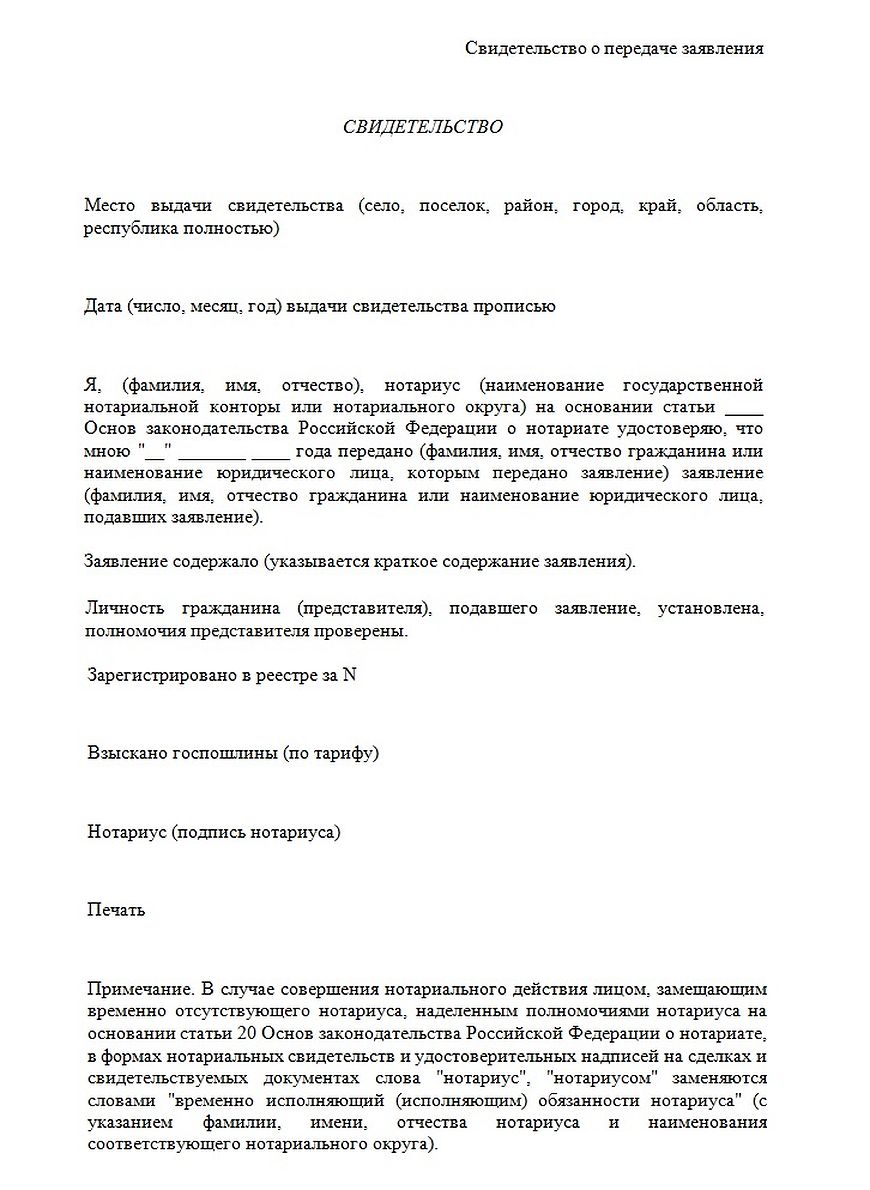 Свидетельство о передаче заявления
СВИДЕТЕЛЬСТВО
Место выдачи свидетельства (село, поселок, район, город, край, область,
республика полностью)
Дата (число, месяц, год) выдачи свидетельства прописью
Я, (фамилия, имя, отчество), нотариус (наименование государственной
нотариальной конторы или нотариального округа) на основании статьи ____
Основ законодательства Российской Федерации о нотариате удостоверяю, что
мною "__" _______ ____ года передано (фамилия, имя, отчество гражданина или
наименование юридического лица, которым передано заявление) заявление
(фамилия, имя, отчество гражданина или наименование юридического лица,
подавших заявление).
Заявление содержало (указывается краткое содержание заявления).
Личность гражданина (представителя), подавшего заявление, установлена,
полномочия представителя проверены.
Зарегистрировано в реестре за N
Взыскано госпошлины (по тарифу)
Нотариус (подпись нотариуса)
Печать
Примечание. В случае совершения нотариального действия лицом, замещающим
временно отсутствующего нотариуса, наделенным полномочиями нотариуса на
основании статьи 20 Основ законодательства Российской Федерации о нотариате,
в формах нотариальных свидетельств и удостоверительных надписей на сделках и
свидетельствуемых документах слова "нотариус", "нотариусом" заменяются
словами "временно исполняющий (исполняющим) обязанности нотариуса" (с
указанием фамилии, имени, отчества нотариуса и наименования
соответствующего нотариального округа).